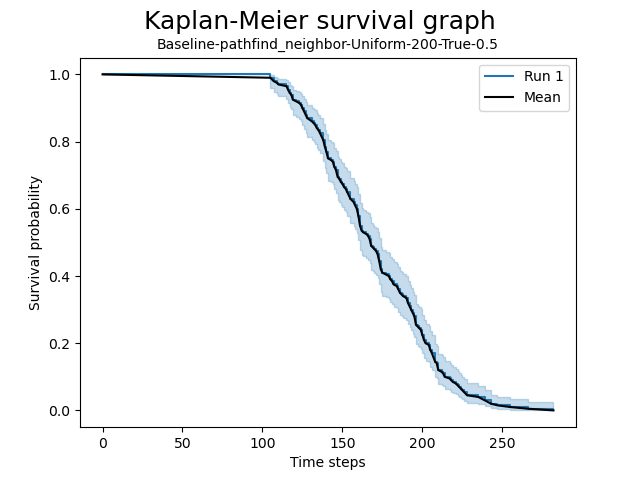 Kaplan-Meier survival graph
Baseline-pathfind_neighbor-Uniform-200-True-0.5
Run 1
Mean
Survival probability
1.0
0.8
0.6
0.4
0.2
0.0
0
50
100
150
200
250
Time steps